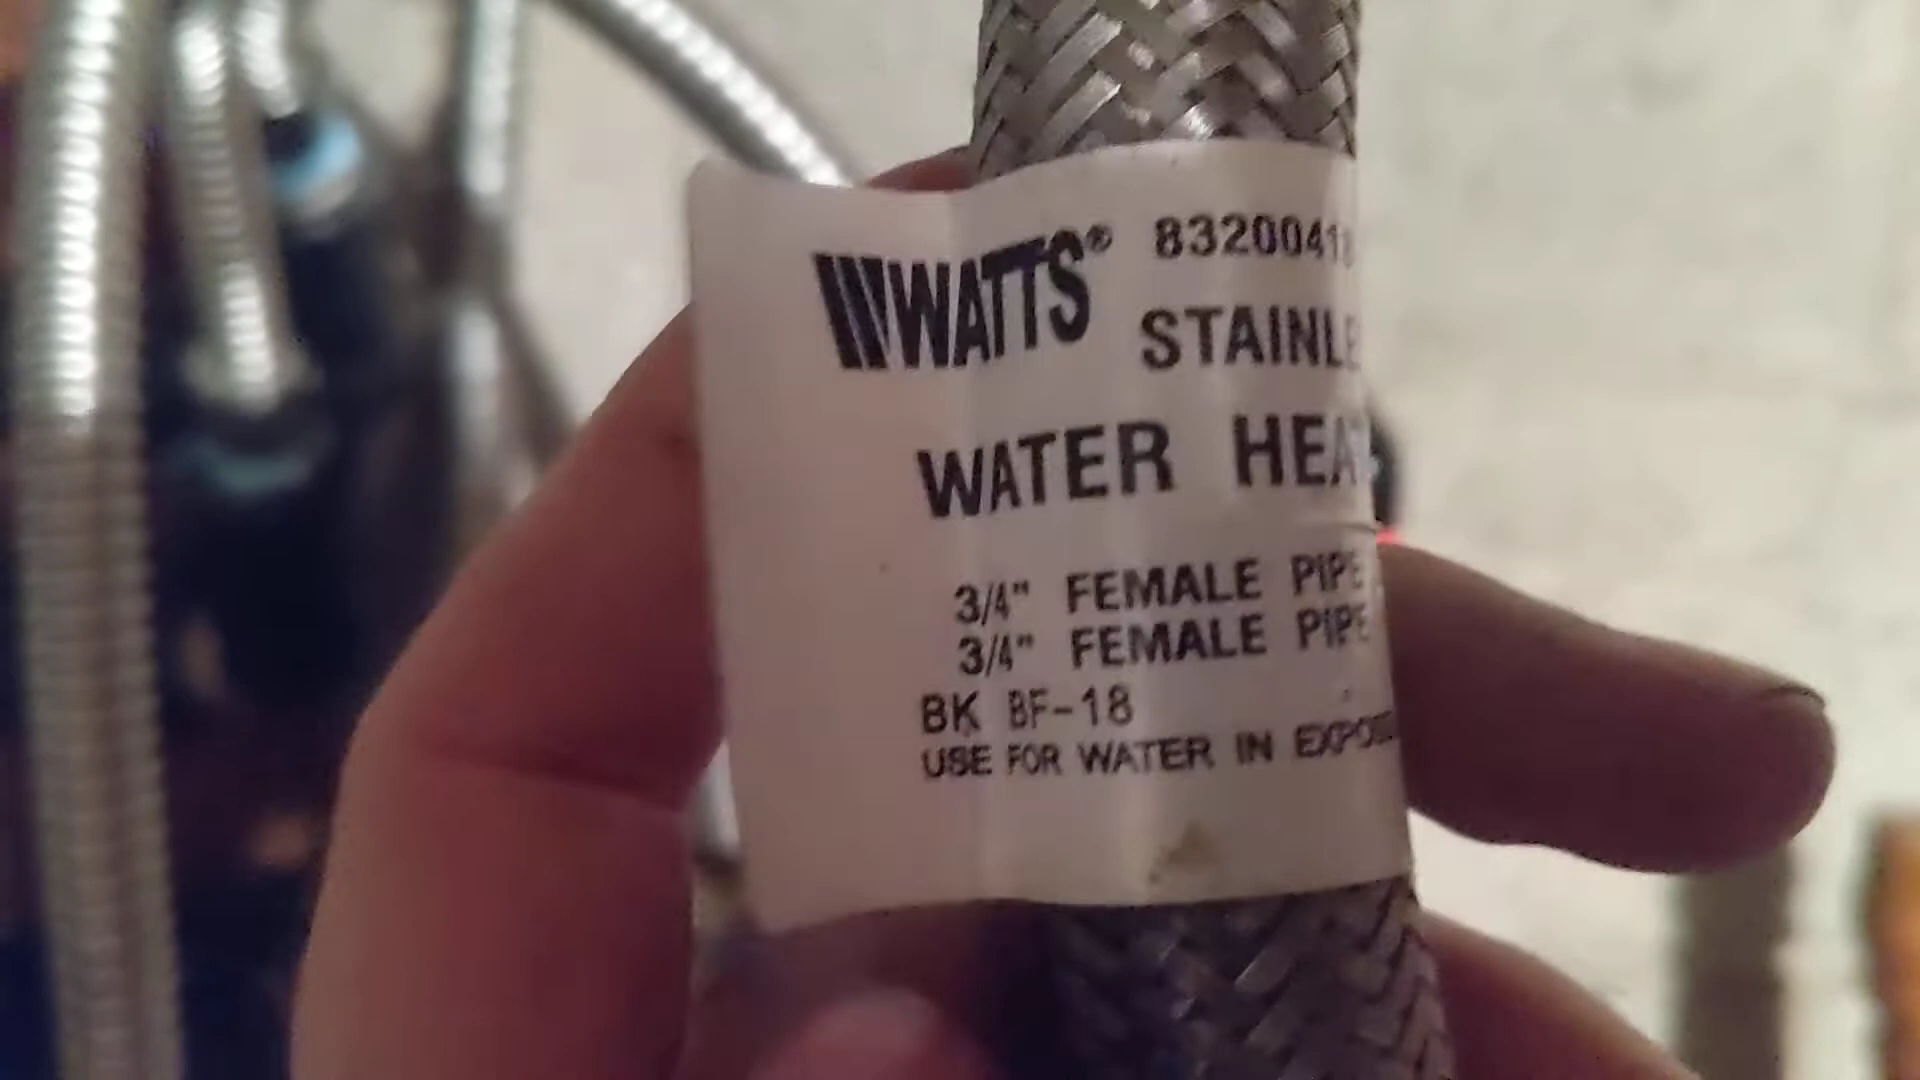 WATTS® 83200418
STAINLE
WATER HEA
3/4" FEMALE PIPE
3/4" FEMALE PIPE
BK BF-18
USE FOR WATER IN EXPOSE